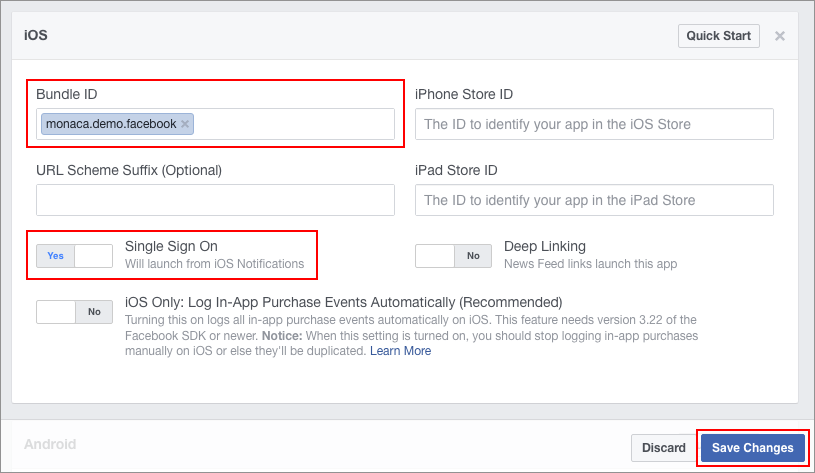 iOS
Quick Start
×
Bundle ID
iPhone Store ID
monaca.demo.facebook ×
The ID to identify your app in the iOS Store
URL Scheme Suffix (Optional)
iPad Store ID
The ID to identify your app in the iPad Store
Yes
Single Sign On
Will launch from iOS Notifications
No
Deep Linking
News Feed links launch this app
No
iOS Only: Log In-App Purchase Events Automatically (Recommended)
Turning this on logs all in-app purchase events automatically on iOS. This feature needs version 3.22 of the
Facebook SDK or newer. Notice: When this setting is turned on, you should stop logging in-app purchases
manually on iOS or else they'll be duplicated. Learn More
Android
Discard
Save Changes